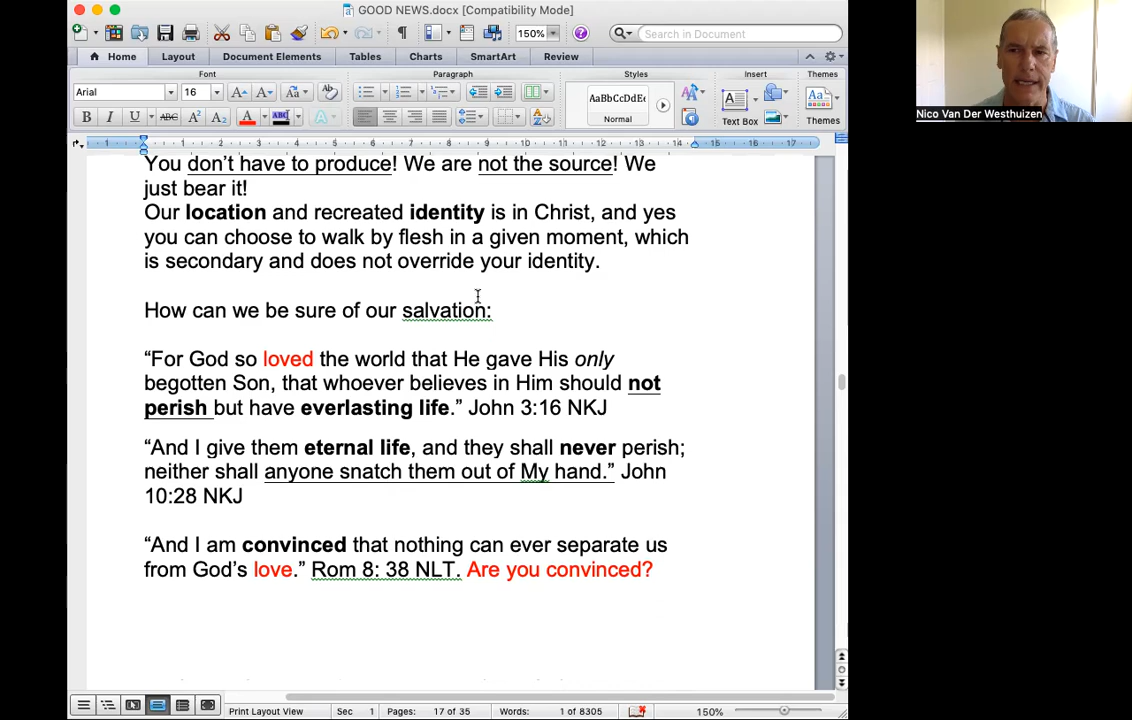 GOOD NEWS.docx [Compatibility Mode]
150%
Search in Document
Home Layout Document Elements Tables Charts SmartArt Review
Font Paragraph Styles Insert Themes
Arial 16
AaBbCcDdEe
Normal
Text Box
Themes
You don't have to produce! We are not the source! We
just bear it!
Our location and recreated identity is in Christ, and yes
you can choose to walk by flesh in a given moment, which
is secondary and does not override your identity.
How can we be sure of our salvation:
“For God so loved the world that He gave His only
begotten Son, that whoever believes in Him should not
perish but have everlasting life.” John 3:16 NKJ
“And I give them eternal life, and they shall never perish;
neither shall anyone snatch them out of My hand.” John
10:28 NKJ
“And I am convinced that nothing can ever separate us
from God’s love.” Rom 8: 38 NLT. Are you convinced?
Print Layout View Sec 1 Pages: 17 of 35 Words: 1 of 8305 150%
Nico Van Der Westhuizen